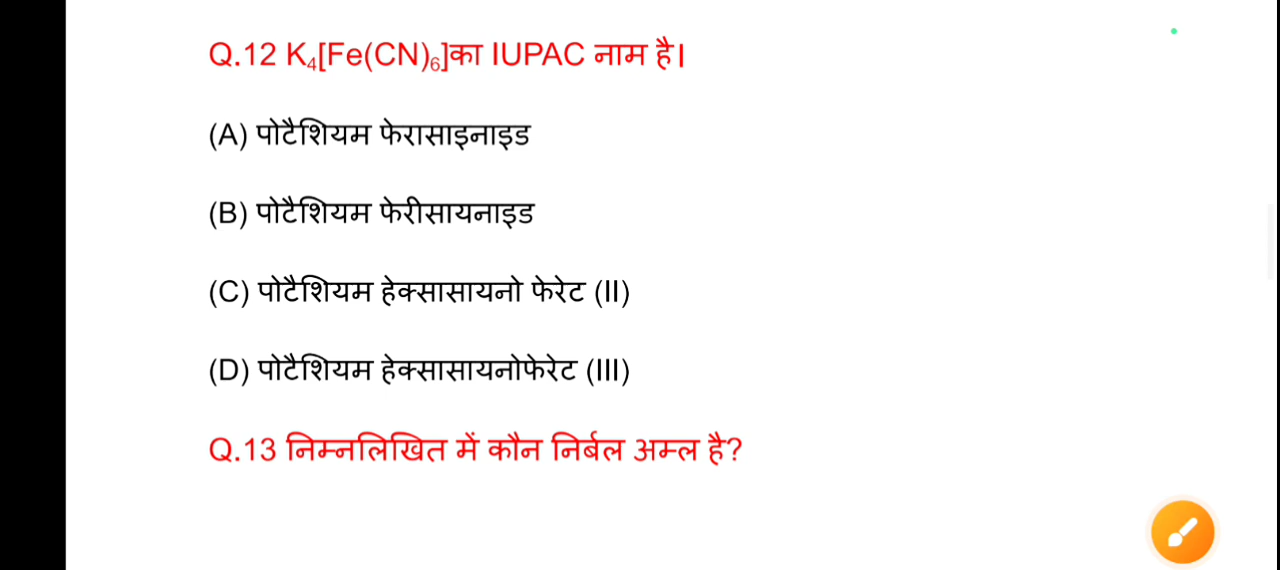 Q.12 K₄[Fe(CN)₆]का IUPAC नाम है।
(A) पोटैशियम फेरासाइनाइड
(B) पोटैशियम फेरीसायनाइड
(C) पोटैशियम हेक्सासायनो फेरेट (II)
(D) पोटैशियम हेक्सासायनोफेरेट (III)
Q.13 निम्नलिखित में कौन निर्बल अम्ल है?